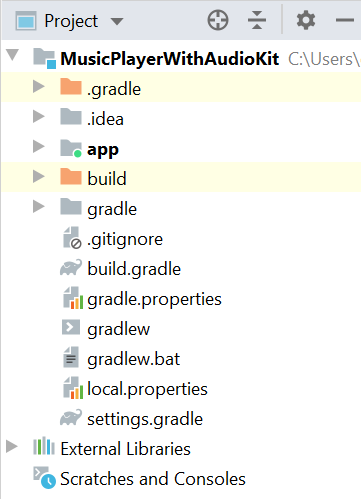 Project
MusicPlayerWithAudioKit C:\Users\
.gradle
.idea
app
build
gradle
.gitignore
build.gradle
gradle.properties
gradlew
gradlew.bat
local.properties
settings.gradle
External Libraries
Scratches and Consoles